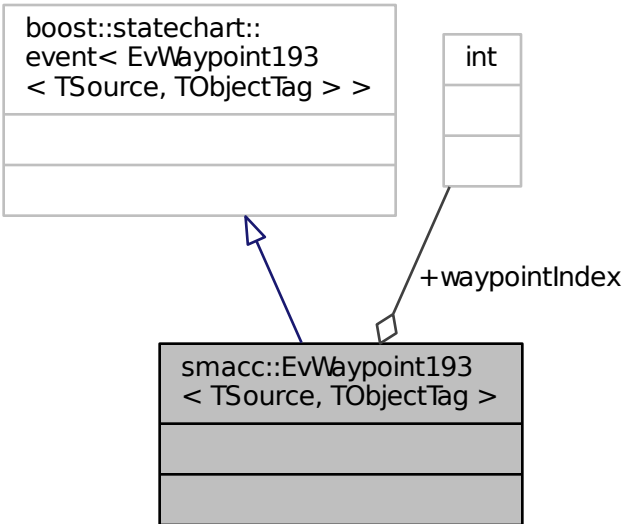 boost::statechart::
event< EvWaypoint193
< TSource, TObjectTag > >
int
+waypointIndex
smacc::EvWaypoint193
< TSource, TObjectTag >